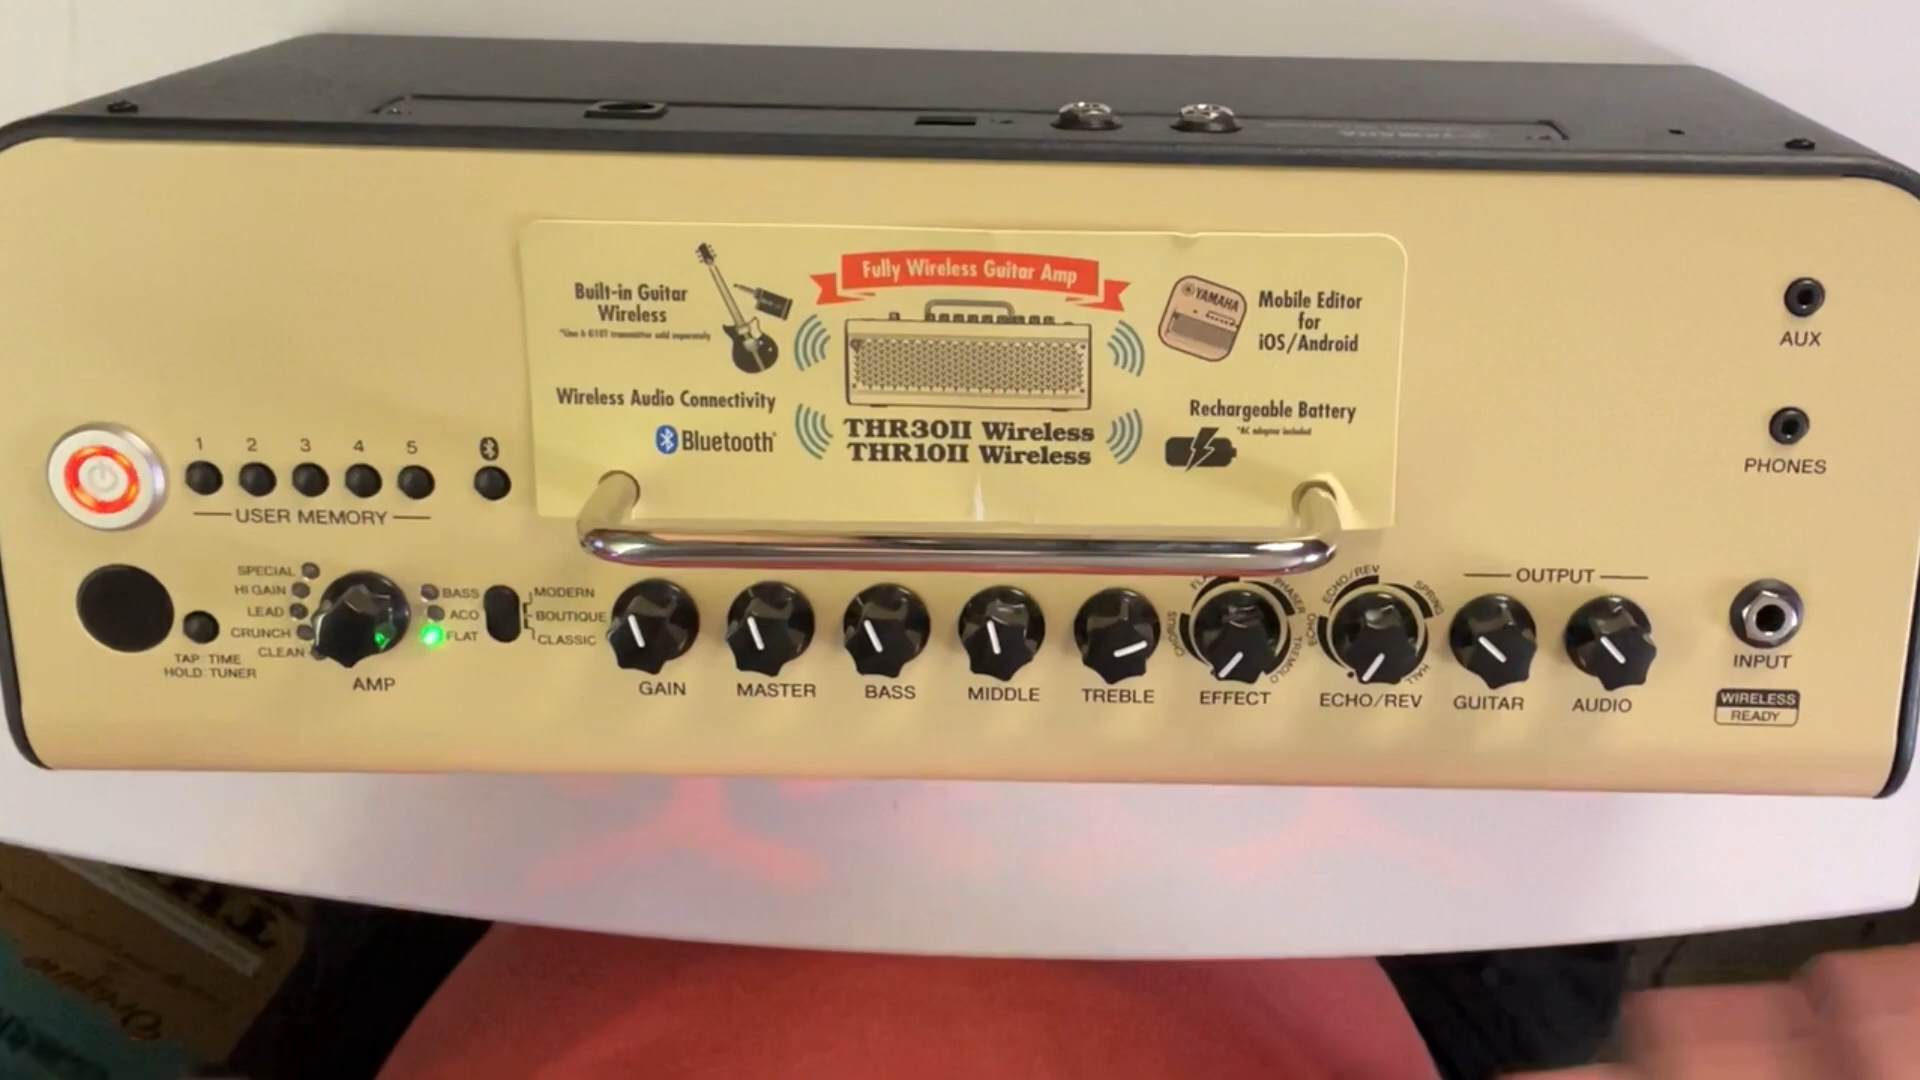 Fully Wireless Guitar Amp
Built-in Guitar
Wireless
Wireless Audio Connectivity
Bluetooth
YAMAHA
THR30II Wireless
THR10II Wireless
Mobile Editor
for
iOS/Android
Rechargeable Battery
*AC adaptor included
AUX
PHONES
1 2 3 4 5
USER MEMORY
SPECIAL
HI GAIN
LEAD
CRUNCH
CLEAN
AMP
BASS
ACO
FLAT
MODERN
BOUTIQUE
CLASSIC
TAP:TIME
HOLD:TUNER
GAIN
MASTER
BASS
MIDDLE
TREBLE
CHORUS
PHASER
TREMOLO
EFFECT
ECHO/REV
SPRING
ECHO
HALL
ECHO/REV
OUTPUT
GUITAR
AUDIO
INPUT
WIRELESS
READY